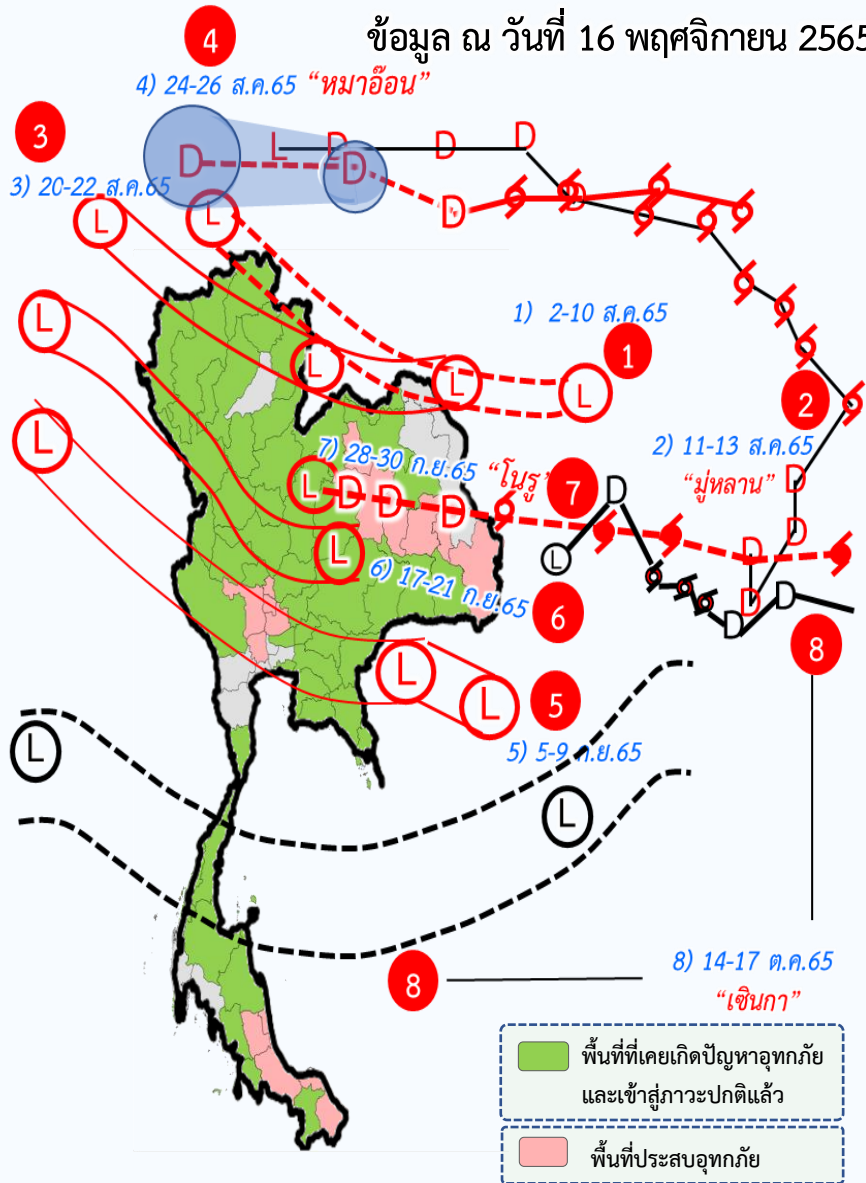 ข้อมูล ณ วันที่ 16 พฤศจิกายน 2565
4
4) 24-26 ส.ค.65 “หมาอ๊อน”
3
3) 20-22 ส.ค.65
D L D D D
D D D
L L
1) 2-10 ส.ค.65
1
L
L L L
2
2) 11-13 ส.ค.65
“มู่หลาน”
L
7) 28-30 ก.ย.65 “โนรู”
7
L D D D
D
D
D
D
L
L
6) 17-21 ก.ย.65
6
D
D
D
8
L
L
5
5) 5-9 ก.ย.65
L
L
8
8) 14-17 ต.ค.65
“เซินกา”
พื้นที่ที่เคยเกิดปัญหาอุทกภัย
และเข้าสู่ภาวะปกติแล้ว
พื้นที่ประสบอุทกภัย